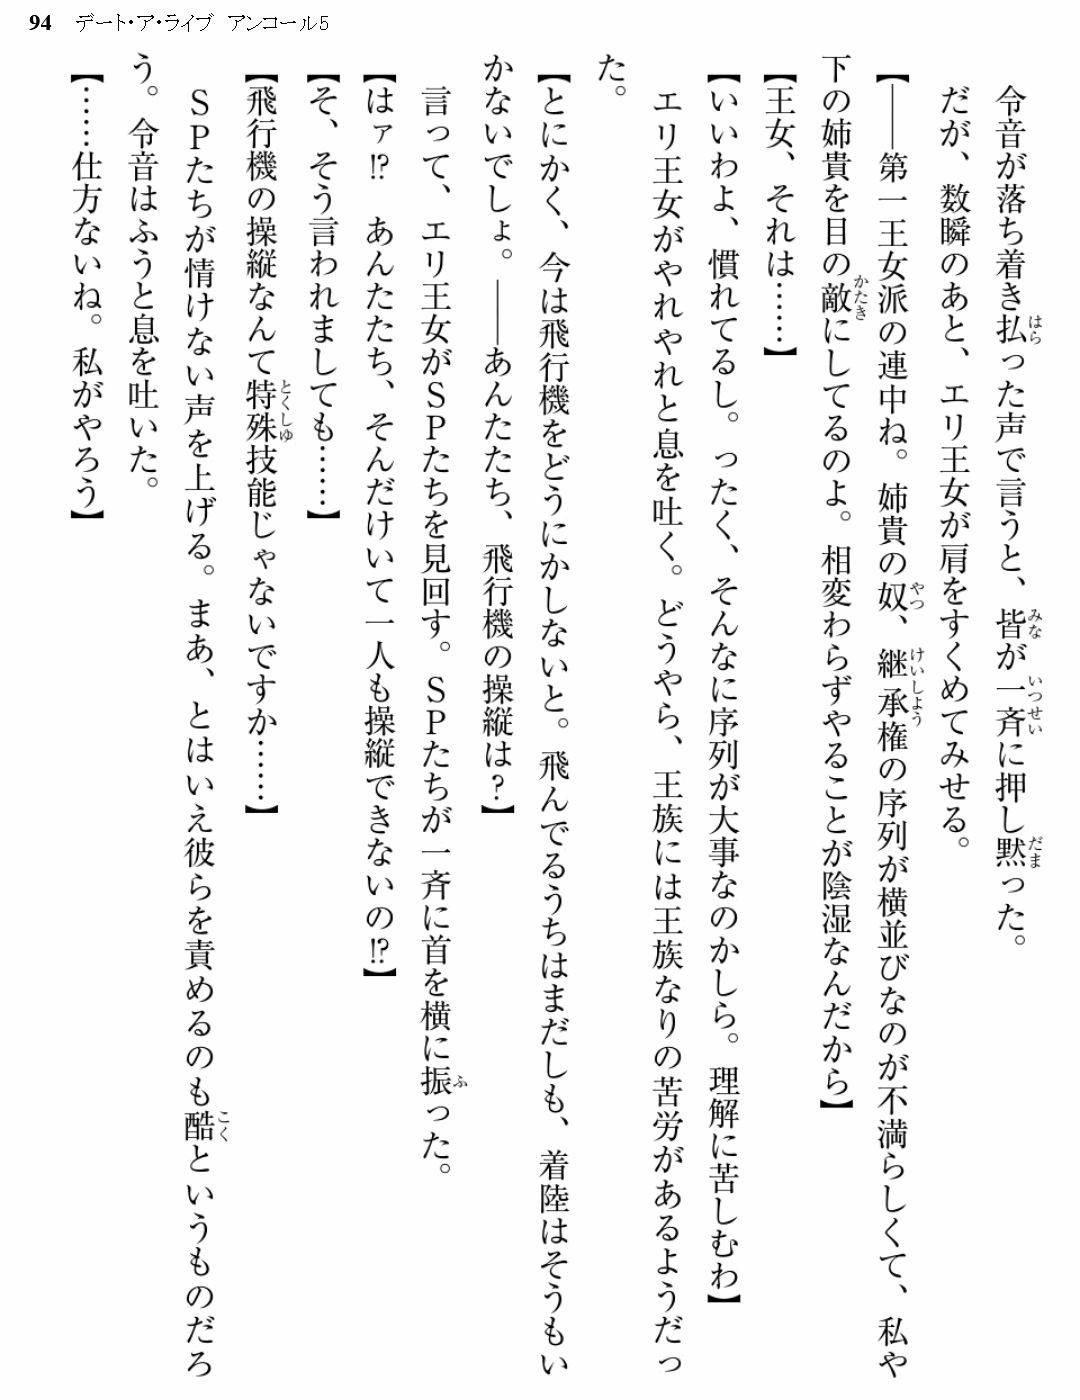 94 デート・ア・ライブ アンコール5
令音が落ち着き払った声で言うと、皆が一斉に押し黙った。
だが、数瞬のあと、エリ王女が肩をすくめてみせる。
【――第一王女派の連中ね。姉貴の奴、継承権の序列が横並びなのが不満らしくて、私や
下の姉貴を目の敵にしてるのよ。相変わらずやることが陰湿なんだから】
【王女、それは……】
【いいわよ、慣れてるし。ったく、そんなに序列が大事なのかしら。理解に苦しむわ】
エリ王女がやれやれと息を吐く。どうやら、王族には王族なりの苦労があるようだっ
た。
【とにかく、今は飛行機をどうにかしないと。飛んでるうちはまだしも、着陸はそうもい
かないでしょ。――あんたたち、飛行機の操縦は?】
言って、エリ王女がSPたちを見回す。SPたちが一斉に首を横に振った。
【はァ!? あんたたち、そんだけいて一人も操縦できないの!?】
【そ、そう言われましても……】
【飛行機の操縦なんて特殊技能じゃないですか……】
SPたちが情けない声を上げる。まあ、とはいえ彼らを責めるのも酷というものだろ
う。令音はふうと息を吐いた。
【……仕方ないね。私がやろう】